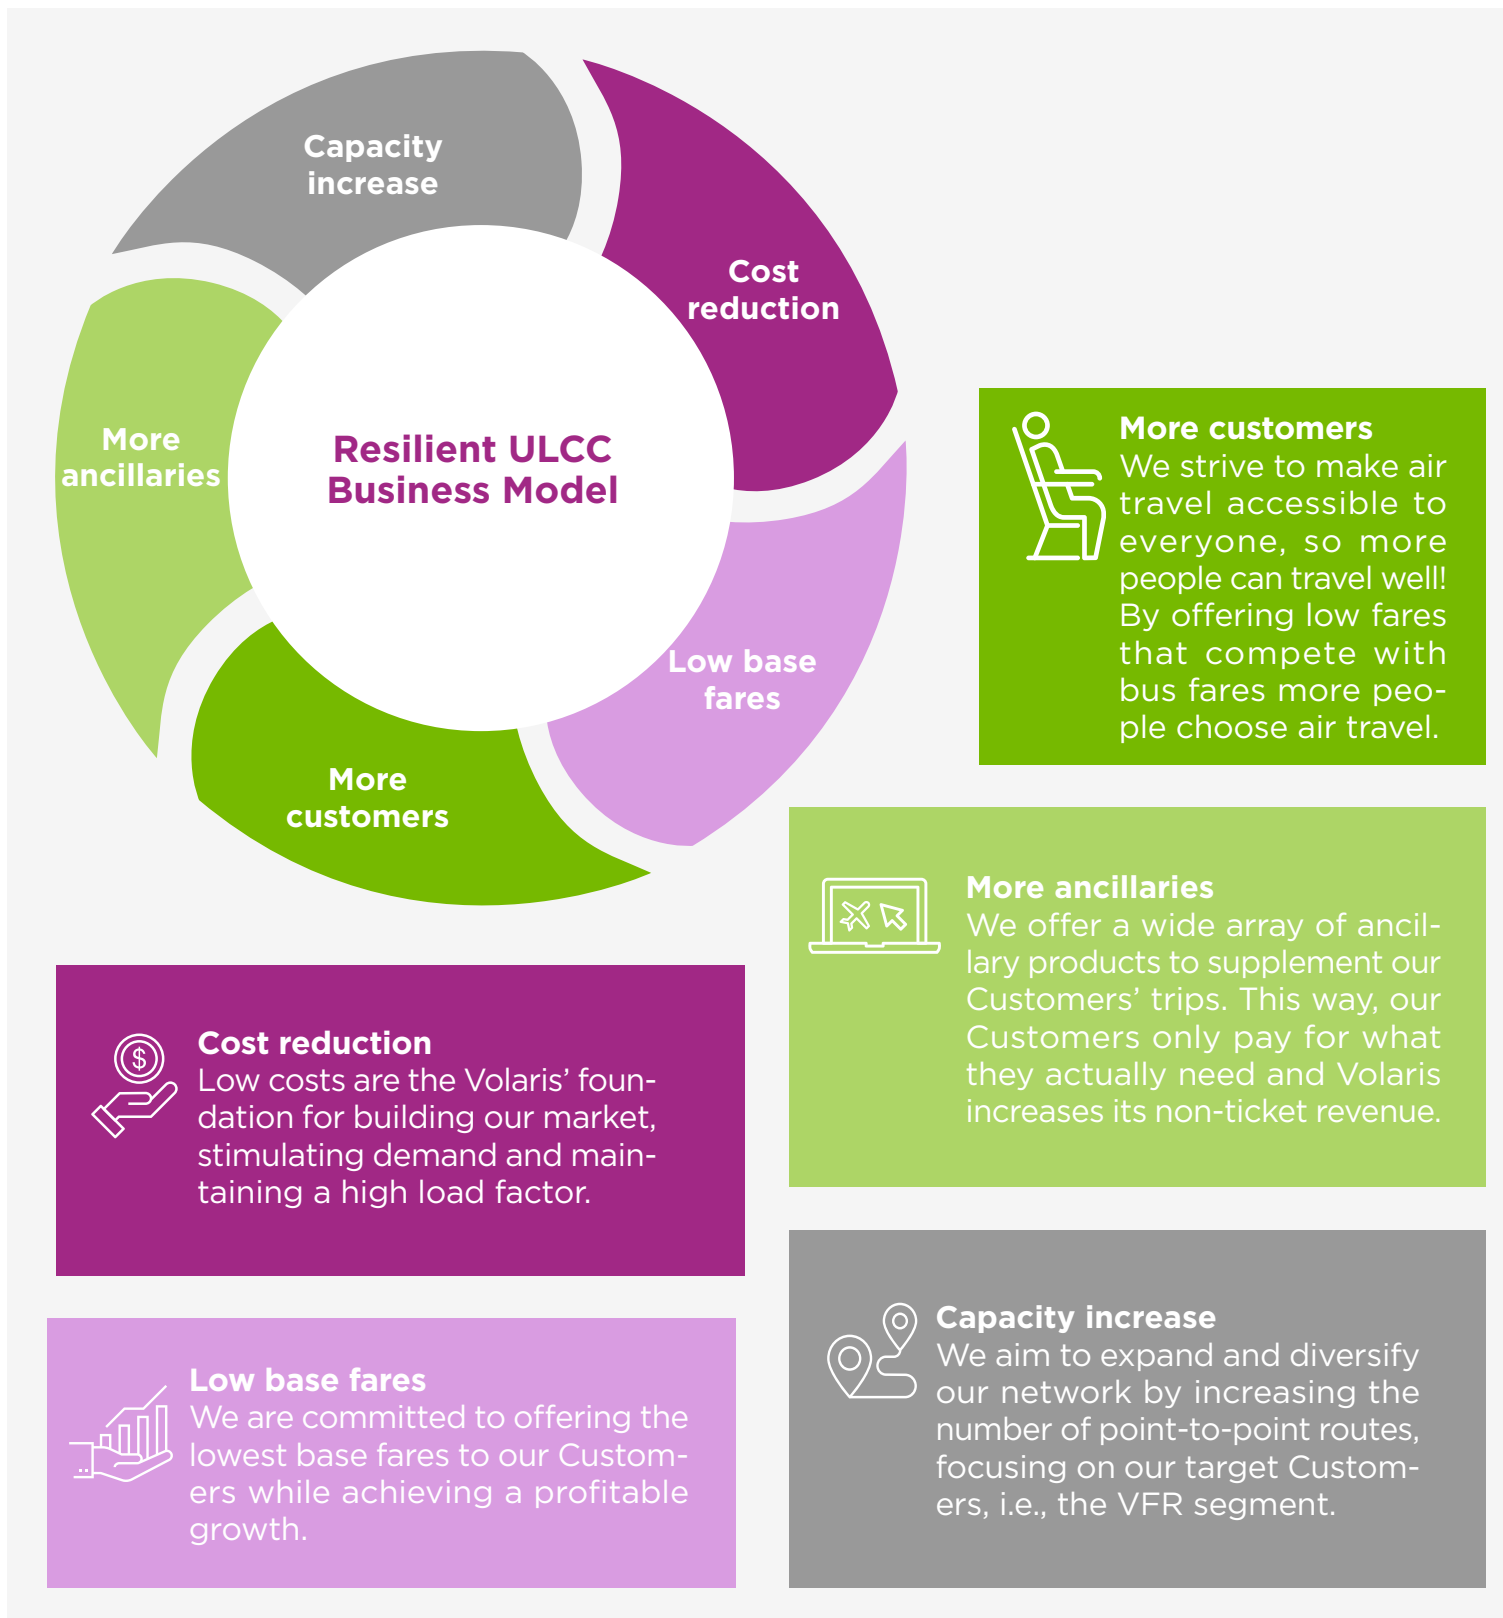 Capacity
increase
Cost
reduction
More
ancillaries
Resilient ULCC
Business Model
Low base
fares
More
customers
More customers
We strive to make air
travel accessible to
everyone, so more
people can travel well!
By offering low fares
that compete with
bus fares more peo-
ple choose air travel.
More ancillaries
We offer a wide array of ancil-
lary products to supplement our
Customers’ trips. This way, our
Customers only pay for what
they actually need and Volaris
increases its non-ticket revenue.
$
Cost reduction
Low costs are the Volaris’ foun-
dation for building our market,
stimulating demand and main-
taining a high load factor.
Capacity increase
We aim to expand and diversify
our network by increasing the
number of point-to-point routes,
focusing on our target Custom-
ers, i.e., the VFR segment.
Low base fares
We are committed to offering the
lowest base fares to our Custom-
ers while achieving a profitable
growth.